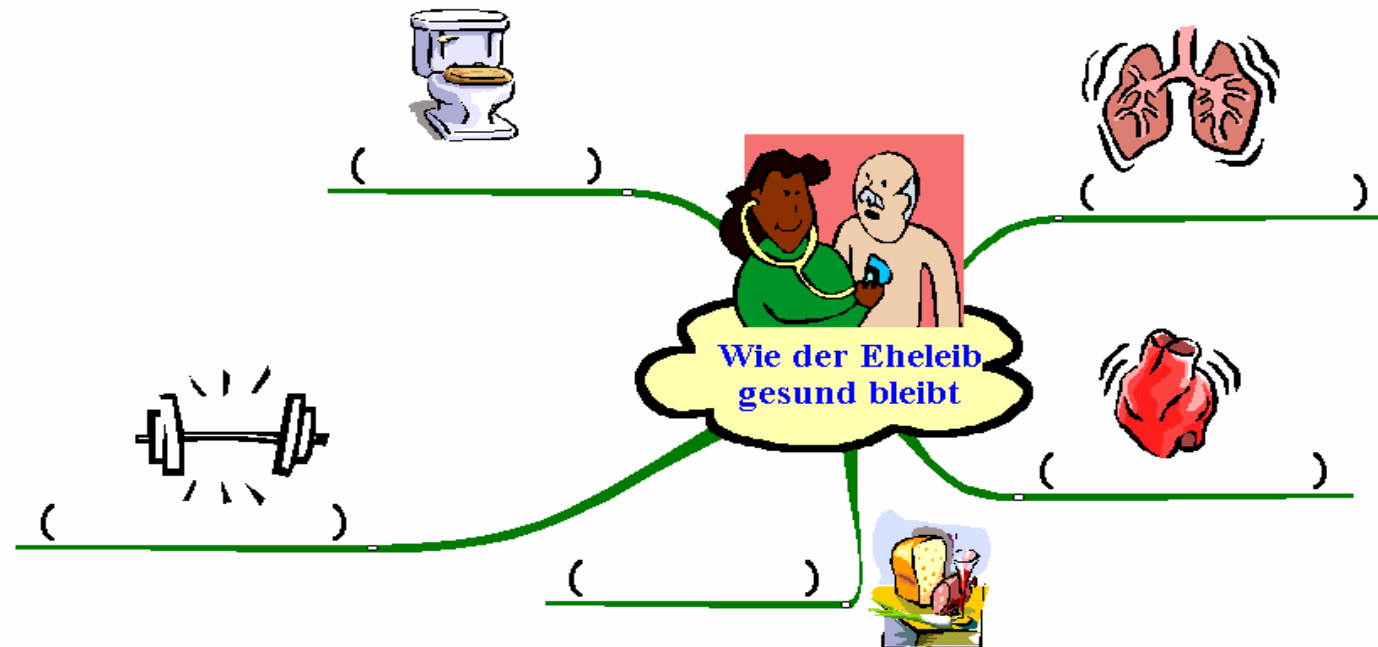 (          )
(          )
Wie der Eheleib
gesund bleibt
(          )
(          )
(          )